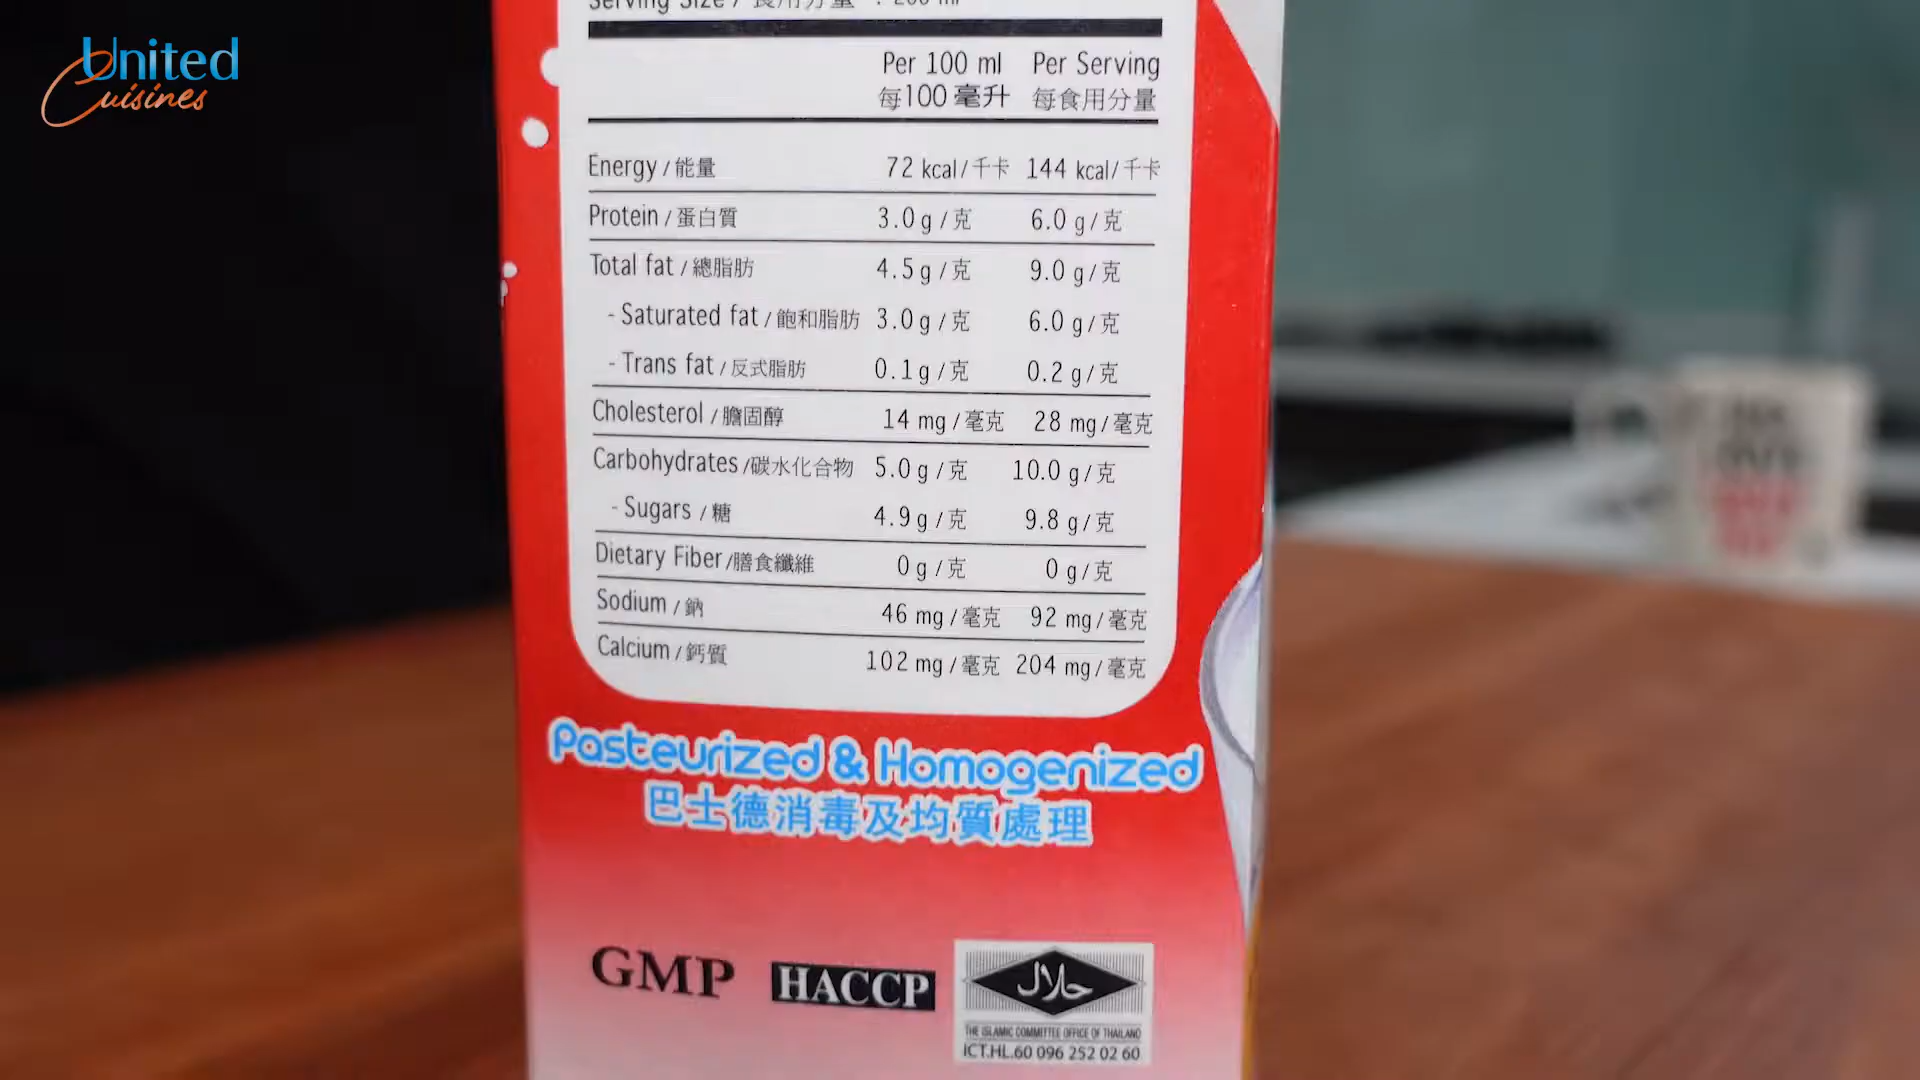 United
Cuisines
Serving Size / 食用分量 : 200 ml
Per 100 ml Per Serving
每100 毫升 每食用分量
Energy / 能量 72 kcal/千卡 144 kcal/千卡
Protein / 蛋白質 3.0 g / 克 6.0 g/ 克
Total fat / 總脂肪 4.5 g / 克 9.0 g/ 克
- Saturated fat / 飽和脂肪 3.0 g / 克 6.0 g/ 克
- Trans fat / 反式脂肪 0.1 g / 克 0.2 g/ 克
Cholesterol / 膽固醇 14 mg / 毫克 28 mg/ 毫克
Carbohydrates /碳水化合物 5.0 g / 克 10.0 g/ 克
- Sugars / 糖 4.9 g / 克 9.8 g/ 克
Dietary Fiber /膳食纖維 0 g / 克 0 g/ 克
Sodium / 鈉 46 mg / 毫克 92 mg/ 毫克
Calcium / 鈣質 102 mg / 毫克 204 mg/ 毫克
Pasteurized & Homogenized
巴士德消毒及均質處理
GMP HACCP حلال
THE ISLAMIC COMMITTEE OFFICE OF THAILAND
ICT.HL.60 096 252 02 60